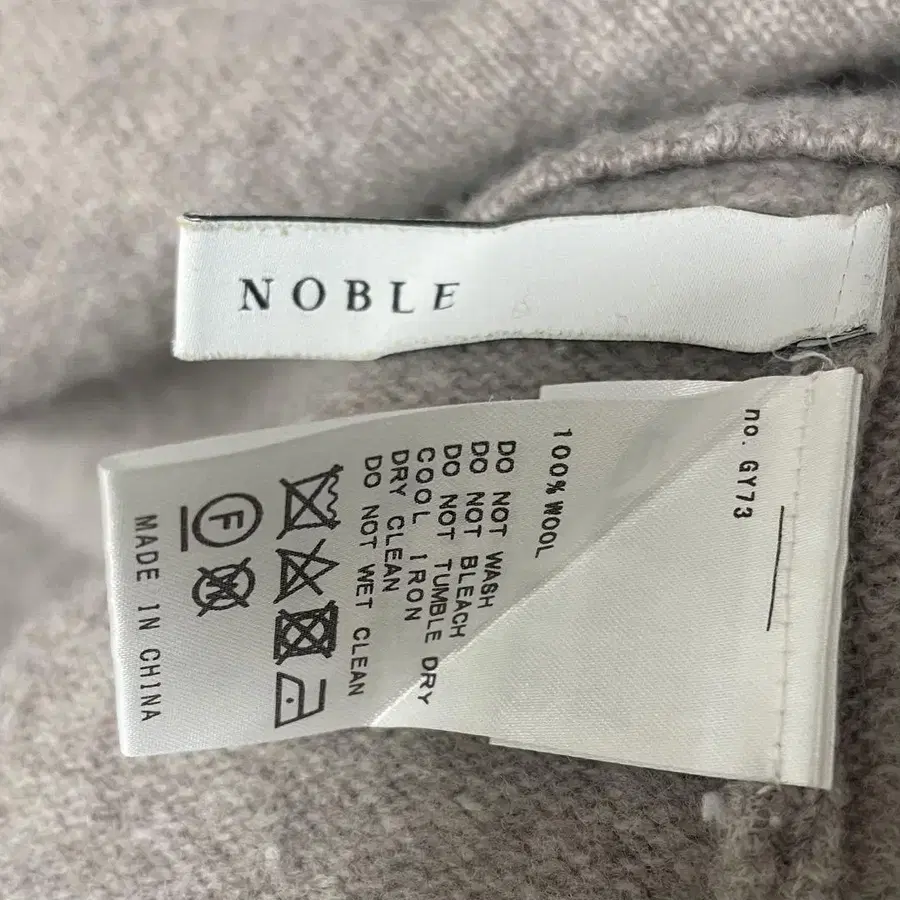 NOBLE
no. GY73
100% WOOL
DO NOT WASH
DO NOT BLEACH
DO NOT TUMBLE DRY
COOL IRON
DRY CLEAN
DO NOT WET CLEAN
F
W
MADE IN CHINA